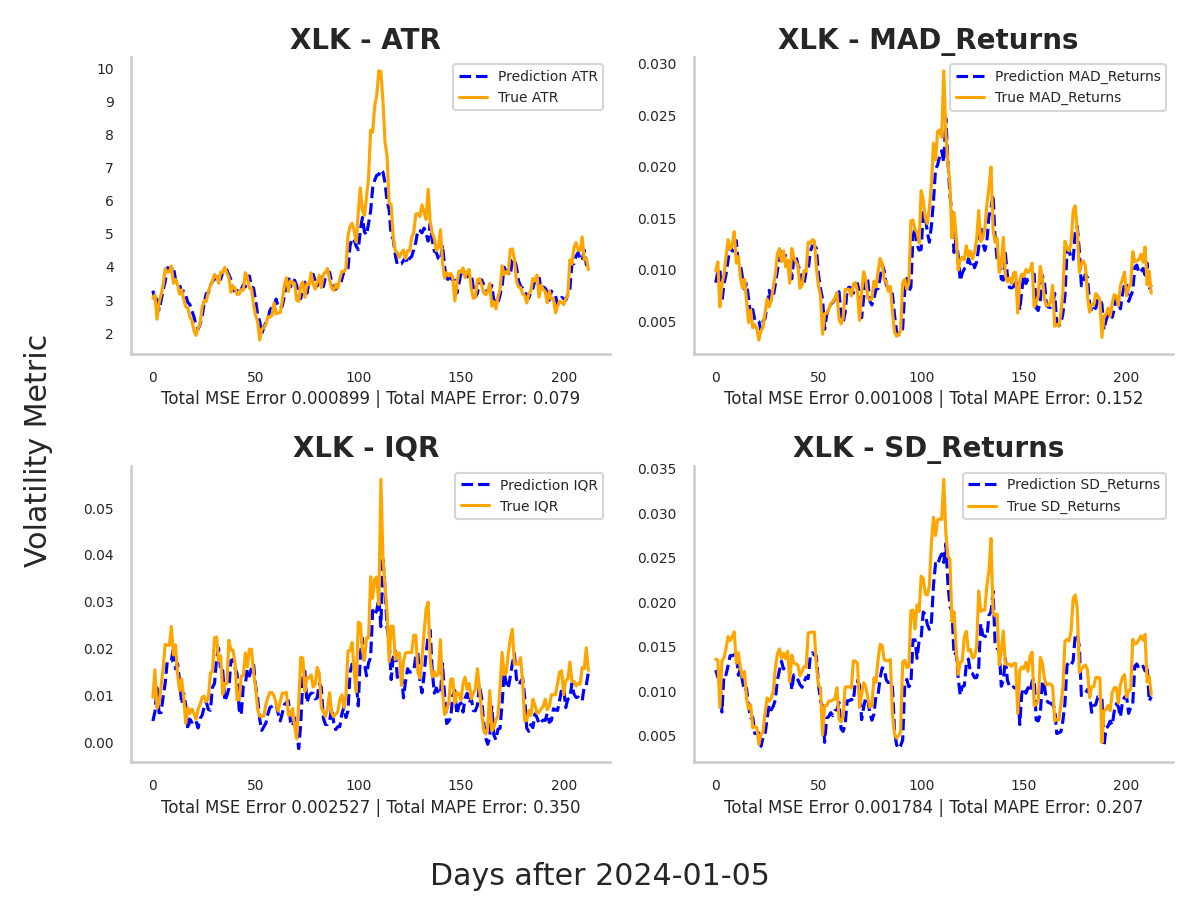 XLK - ATR
10
9
8
7
6
5
4
3
2
Prediction ATR
True ATR
0 50 100 150 200
Total MSE Error 0.000899 | Total MAPE Error: 0.079
XLK - MAD_Returns
0.030
0.025
0.020
0.015
0.010
0.005
Prediction MAD_Returns
True MAD_Returns
0 50 100 150 200
Total MSE Error 0.001008 | Total MAPE Error: 0.152
Volatility Metric
XLK - IQR
0.05
0.04
0.03
0.02
0.01
0.00
Prediction IQR
True IQR
0 50 100 150 200
Total MSE Error 0.002527 | Total MAPE Error: 0.350
XLK - SD_Returns
0.035
0.030
0.025
0.020
0.015
0.010
0.005
Prediction SD_Returns
True SD_Returns
0 50 100 150 200
Total MSE Error 0.001784 | Total MAPE Error: 0.207
Days after 2024-01-05